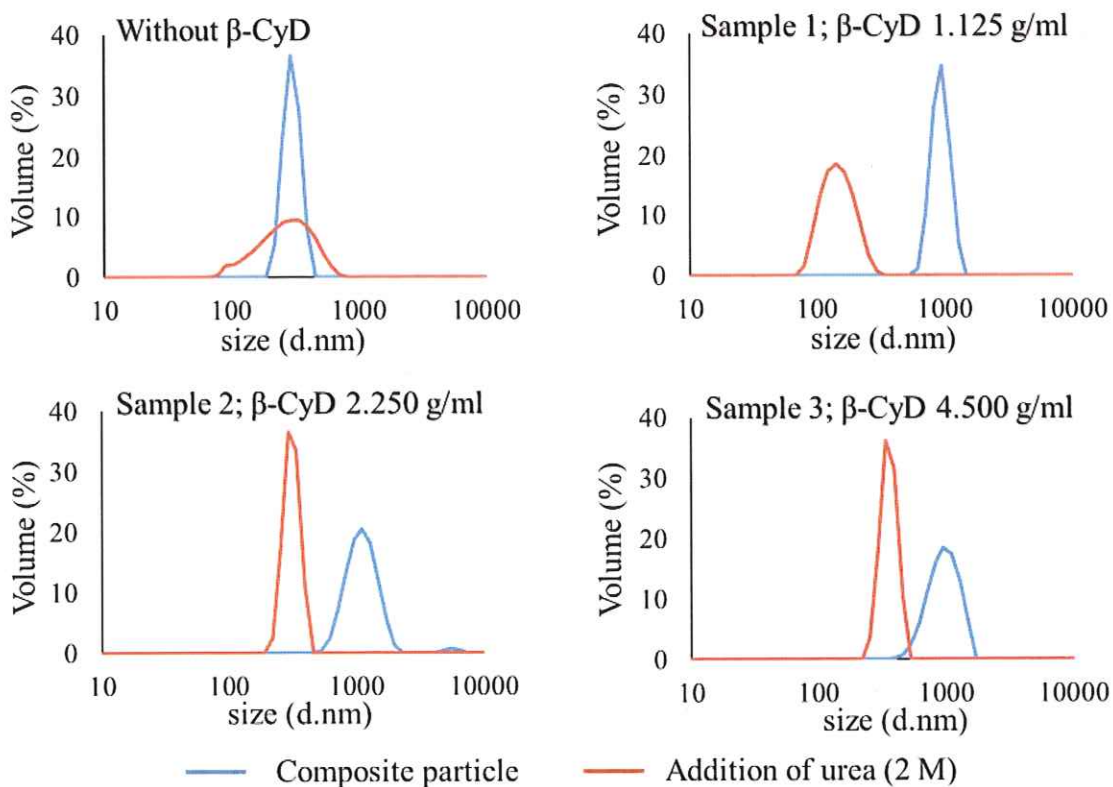 Without β-CyD
40
30
20
10
0
Volume (%)
10 100 1000 10000
size (d.nm)
Sample 1; β-CyD 1.125 g/ml
40
30
20
10
0
Volume (%)
10 100 1000 10000
size (d.nm)
Sample 2; β-CyD 2.250 g/ml
40
30
20
10
0
Volume (%)
10 100 1000 10000
size (d.nm)
Sample 3; β-CyD 4.500 g/ml
40
30
20
10
0
Volume (%)
10 100 1000 10000
size (d.nm)
Composite particle
Addition of urea (2 M)